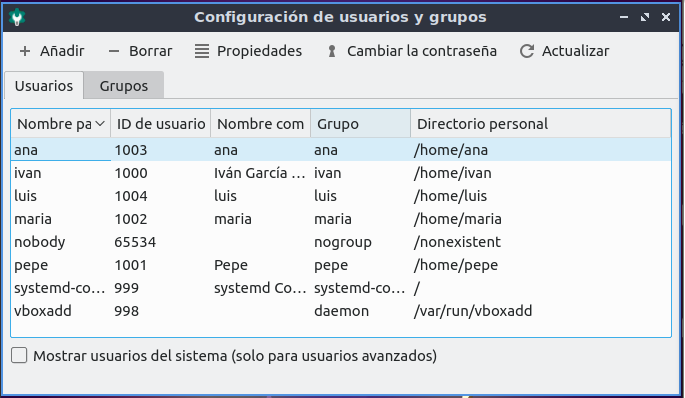 Configuración de usuarios y grupos
Añadir Borrar Propiedades Cambiar la contraseña Actualizar
Usuarios Grupos
Nombre pa ID de usuario Nombre com Grupo Directorio personal
ana 1003 ana ana /home/ana
ivan 1000 Iván García ... ivan /home/ivan
luis 1004 luis luis /home/luis
maria 1002 maria maria /home/maria
nobody 65534 nogroup /nonexistent
pepe 1001 Pepe pepe /home/pepe
systemd-co... 999 systemd Co... systemd-co... /
vboxadd 998 daemon /var/run/vboxadd
Mostrar usuarios del sistema (solo para usuarios avanzados)